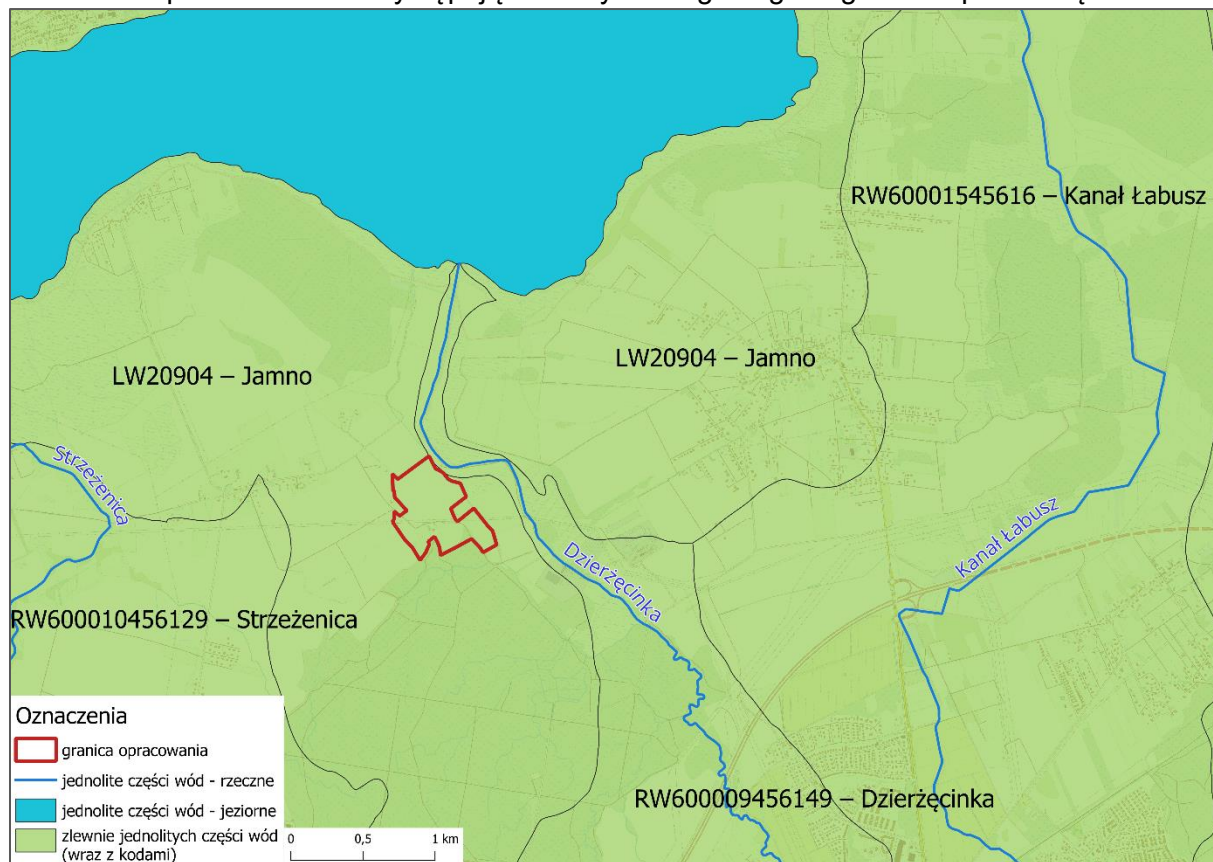 RW60001545616 – Kanał Łabusz
LW20904 – Jamno
LW20904 – Jamno
Strzeżenica
Kanał Łabusz
Dzierżęcinka
RW600010456129 – Strzeżenica
RW600009456149 – Dzierżęcinka
Oznaczenia
granica opracowania
jednolite części wód - rzeczne
jednolite części wód - jeziorne
zlewnie jednolitych części wód
(wraz z kodami)
0 0,5 1 km